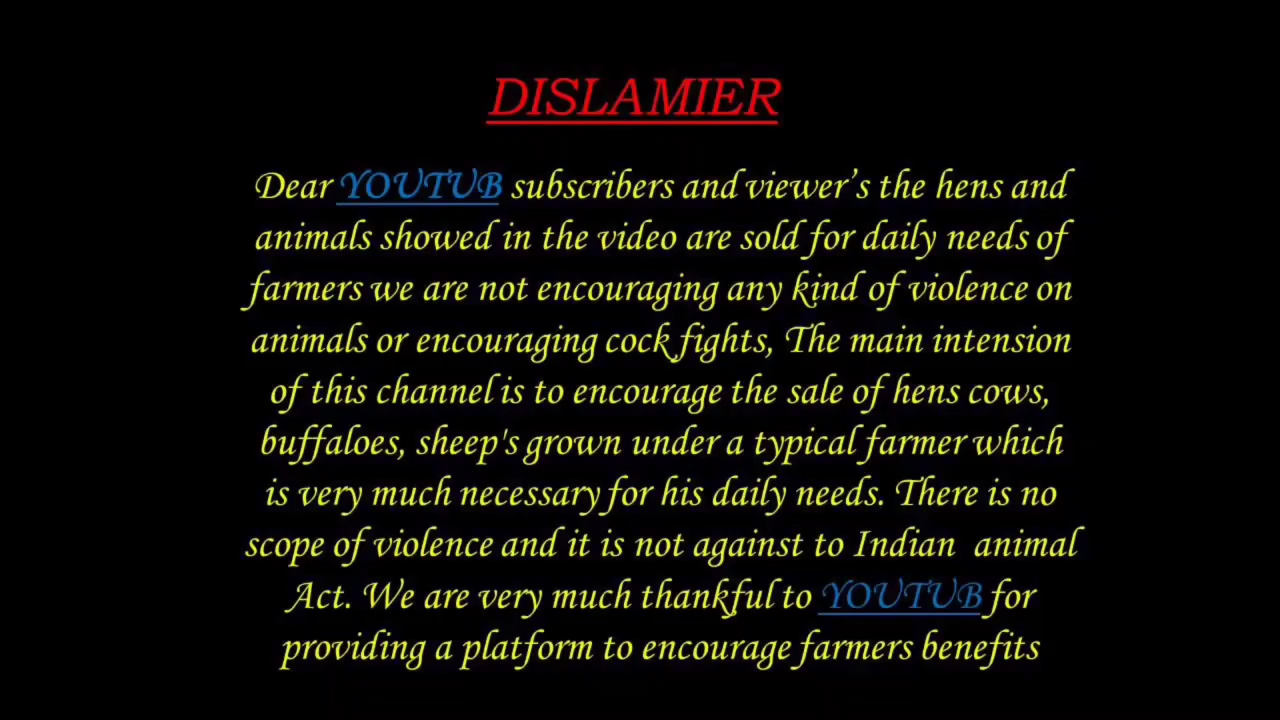 DISLAMIER
Dear YOUTUB subscribers and viewer’s the hens and
animals showed in the video are sold for daily needs of
farmers we are not encouraging any kind of violence on
animals or encouraging cock fights, The main intension
of this channel is to encourage the sale of hens cows,
buffaloes, sheep's grown under a typical farmer which
is very much necessary for his daily needs. There is no
scope of violence and it is not against to Indian  animal
Act. We are very much thankful to YOUTUB for
providing a platform to encourage farmers benefits